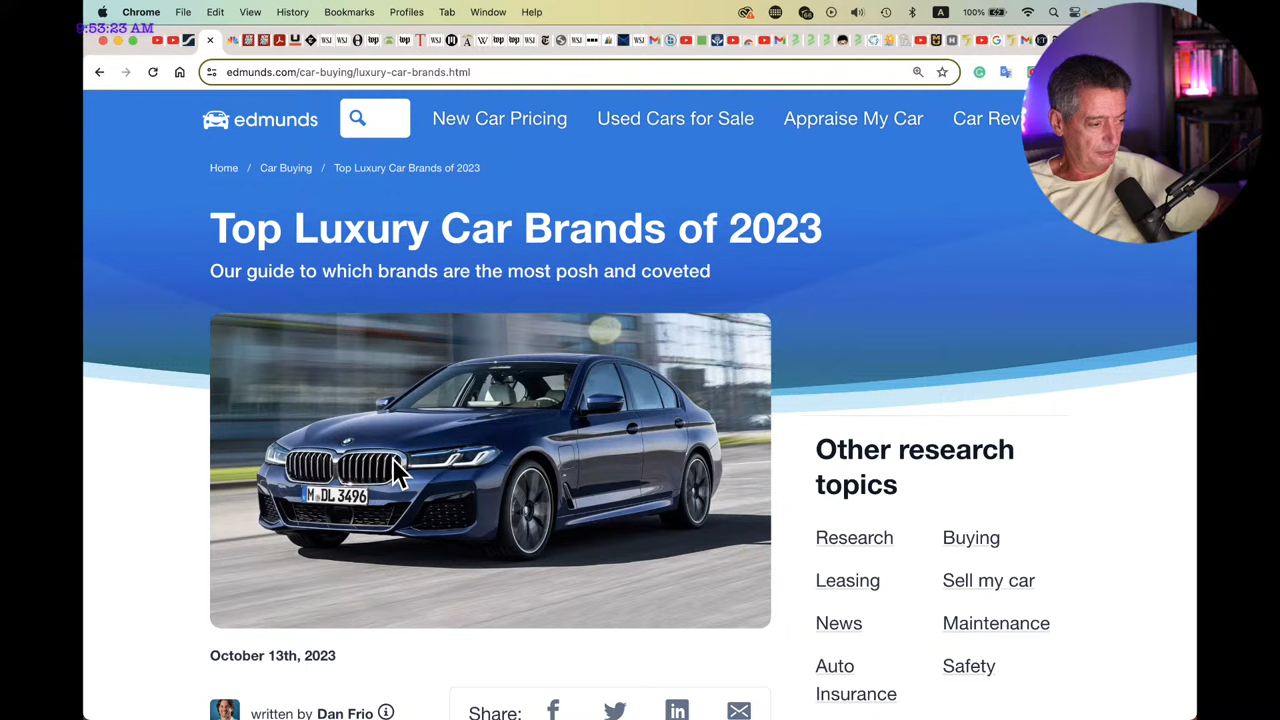 Chrome File Edit View History Bookmarks Profiles Tab Window Help
A 100%
9:53:23 AM
edmunds.com/car-buying/luxury-car-brands.html
edmunds New Car Pricing Used Cars for Sale Appraise My Car Car Rev
Home / Car Buying / Top Luxury Car Brands of 2023
Top Luxury Car Brands of 2023
Our guide to which brands are the most posh and coveted
M DL 3496
Other research
topics
Research Buying
Leasing Sell my car
News Maintenance
Auto
Insurance
Safety
October 13th, 2023
written by Dan Frio
Share: